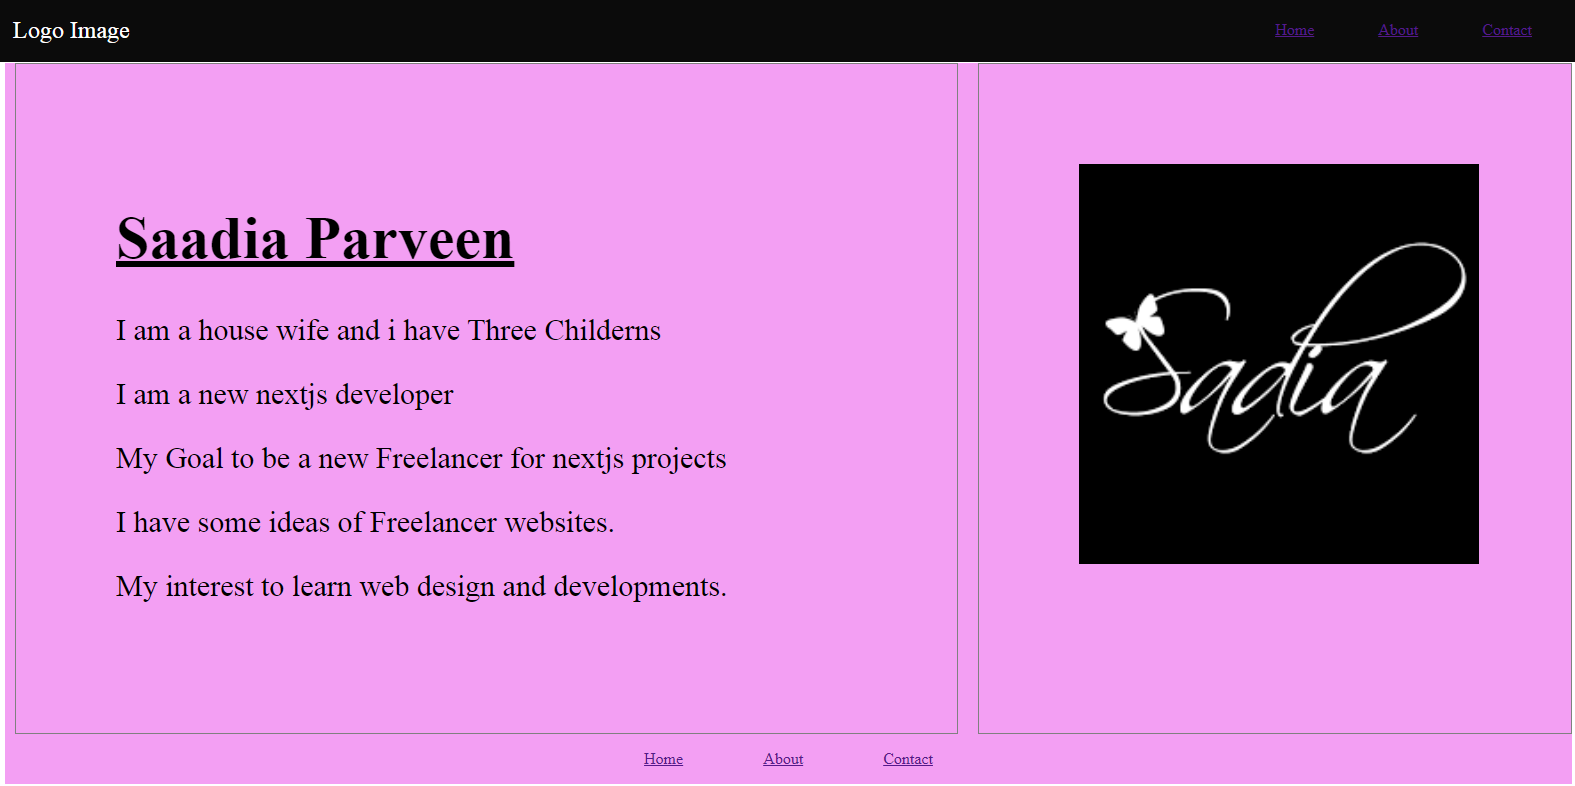 Logo Image
Home About Contact
Saadia Parveen
I am a house wife and i have Three Childerns
I am a new nextjs developer
My Goal to be a new Freelancer for nextjs projects
I have some ideas of Freelancer websites.
My interest to learn web design and developments.
Sadia
Home About Contact